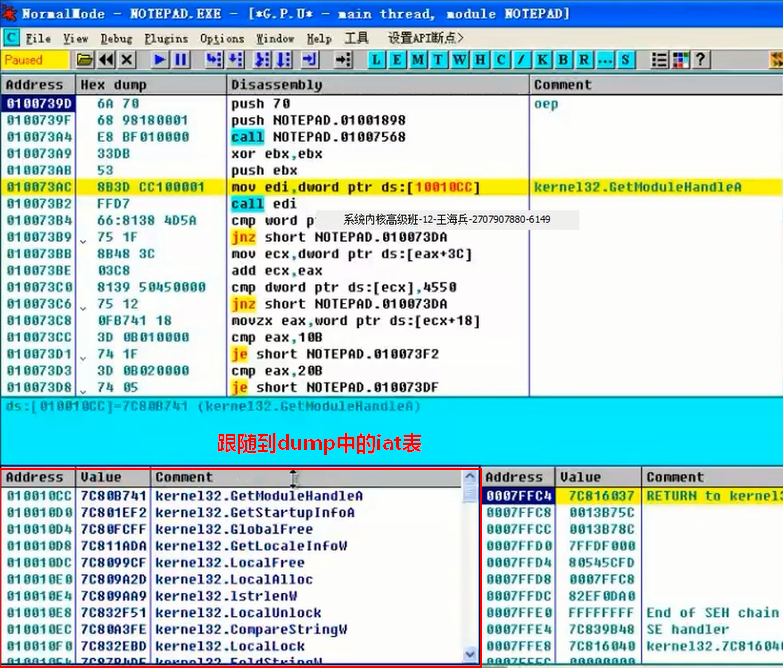 NormalMode - NOTEPAD.EXE - [*G.P.U* - main thread, module NOTEPAD]
C File View Debug Plugins Options Window Help 工具 设置API断点>
Paused L E M T W H C / K B R ... S ?
Address Hex dump Disassembly Comment
0100739D 6A 70 push 70 oep
0100739F 68 98180001 push NOTEPAD.01001898
010073A4 E8 BF010000 call NOTEPAD.01007568
010073A9 33DB xor ebx,ebx
010073AB 53 push ebx
010073AC 8B3D CC100001 mov edi,dword ptr ds:[10010CC] kernel32.GetModuleHandleA
010073B2 FFD7 call edi
010073B4 66:8138 4D5A cmp word p
系统内核高级班-12-王海兵-2707907880-6149
010073B9 75 1F jnz short NOTEPAD.010073DA
010073BB 8B48 3C mov ecx,dword ptr ds:[eax+3C]
010073BE 03C8 add ecx,eax
010073C0 8139 50450000 cmp dword ptr ds:[ecx],4550
010073C6 75 12 jnz short NOTEPAD.010073DA
010073C8 0FB741 18 movzx eax,word ptr ds:[ecx+18]
010073CC 3D 0B010000 cmp eax,10B
010073D1 74 1F je short NOTEPAD.010073F2
010073D3 3D 0B020000 cmp eax,20B
010073D8 74 05 je short NOTEPAD.010073DF
ds:[010010CC]=7C80B741 (kernel32.GetModuleHandleA)
跟随到dump中的iat表
Address Value Comment
010010CC 7C80B741 kernel32.GetModuleHandleA
010010D0 7C801EF2 kernel32.GetStartupInfoA
010010D4 7C80FCFF kernel32.GlobalFree
010010D8 7C811ADA kernel32.GetLocaleInfoW
010010DC 7C8099CF kernel32.LocalFree
010010E0 7C809A2D kernel32.LocalAlloc
010010E4 7C809AA9 kernel32.lstrlenW
010010E8 7C832F51 kernel32.LocalUnlock
010010EC 7C80A3FE kernel32.CompareStringW
010010F0 7C832EBD kernel32.LocalLock
kernel32.FoldStringW
Address Value Comment
0007FFC4 7C816037 RETURN to kernel3
0007FFC8 0013B75C
0007FFCC 0013B78C
0007FFD0 7FFDF000
0007FFD4 80545CFD
0007FFD8 0007FFC8
0007FFDC 82EF0DA0
0007FFE0 FFFFFFFF End of SEH chain
0007FFE4 7C839B48 SE handler
0007FFE8 7C816040 kernel32.7C81604